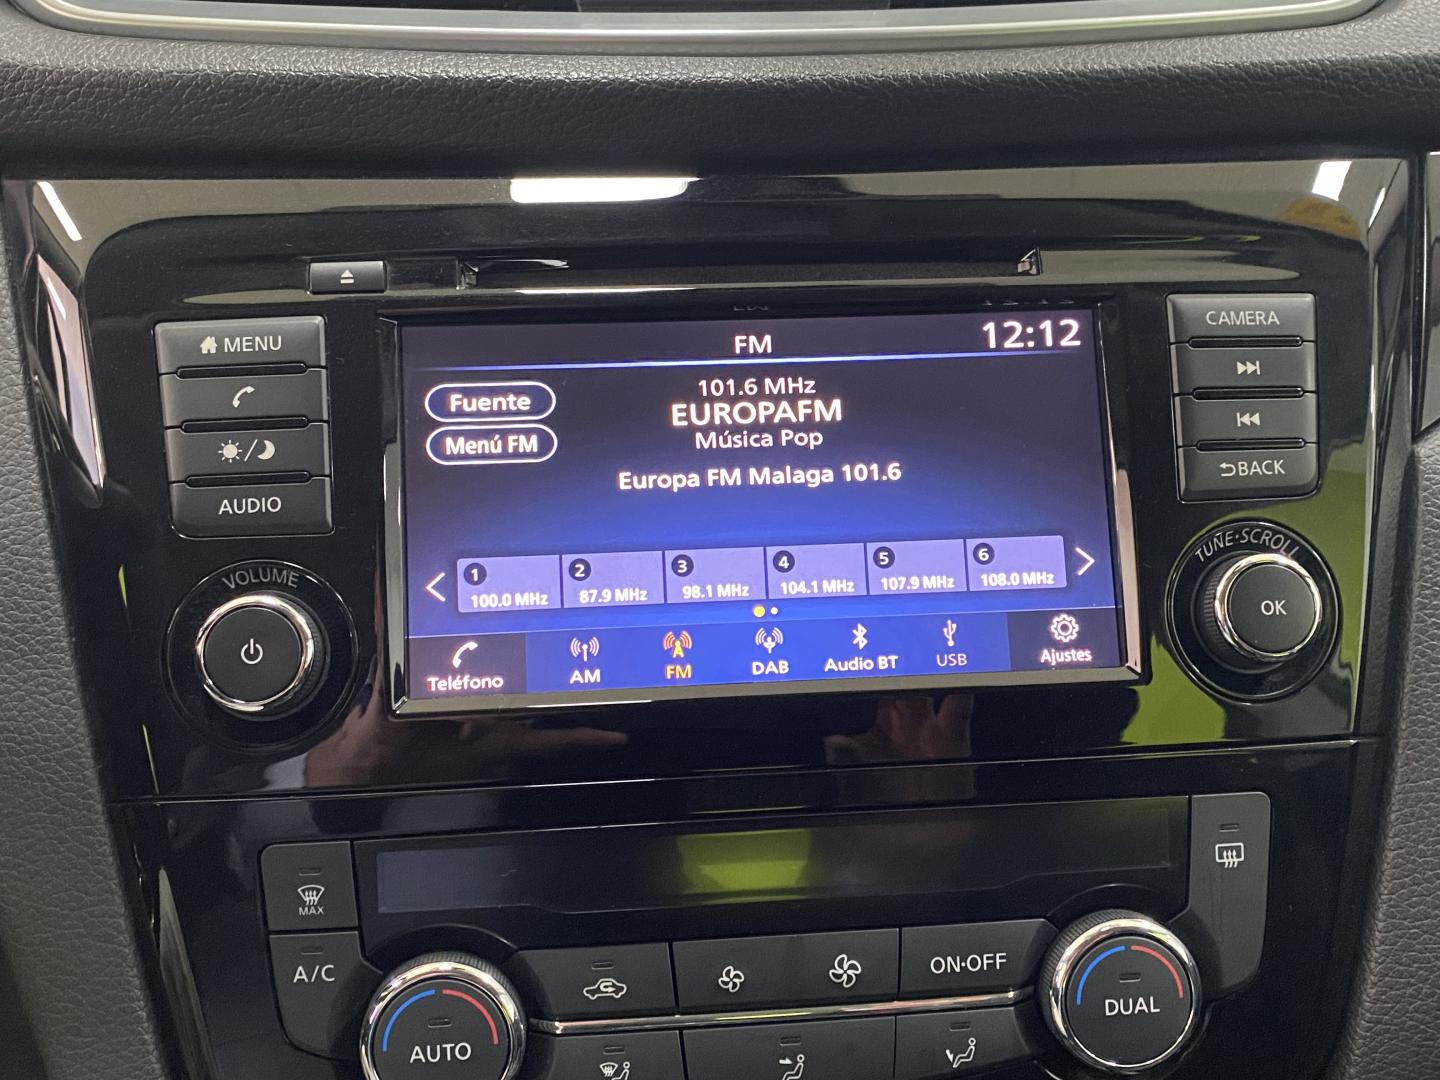 MENU
AUDIO
VOLUME
FM
12:12
Fuente
Menú FM
101.6 MHz
EUROPAFM
Música Pop
Europa FM Malaga 101.6
1
100.0 MHz
2
87.9 MHz
3
98.1 MHz
4
104.1 MHz
5
107.9 MHz
6
108.0 MHz
Teléfono
AM
FM
DAB
Audio BT
USB
Ajustes
CAMERA
BACK
TUNE·SCROLL
OK
MAX
A/C
AUTO
ON·OFF
DUAL